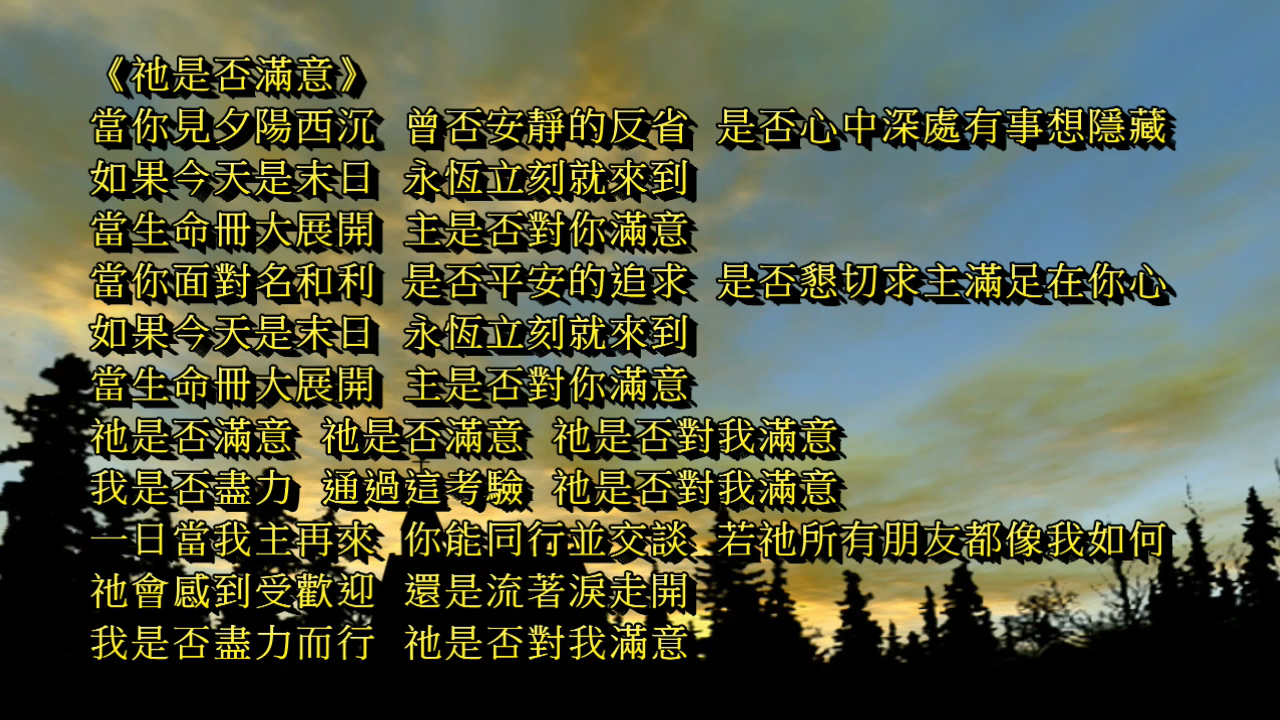 《祂是否滿意》
當你見夕陽西沉 曾否安靜的反省 是否心中深處有事想隱藏
如果今天是末日 永恆立刻就來到
當生命冊大展開 主是否對你滿意
當你面對名和利 是否平安的追求 是否懇切求主滿足在你心
如果今天是末日 永恆立刻就來到
當生命冊大展開 主是否對你滿意
祂是否滿意 祂是否滿意 祂是否對我滿意
我是否盡力 通過這考驗 祂是否對我滿意
一日當我主再來 你能同行並交談 若祂所有朋友都像我如何
祂會感到受歡迎 還是流著淚走開
我是否盡力而行 祂是否對我滿意